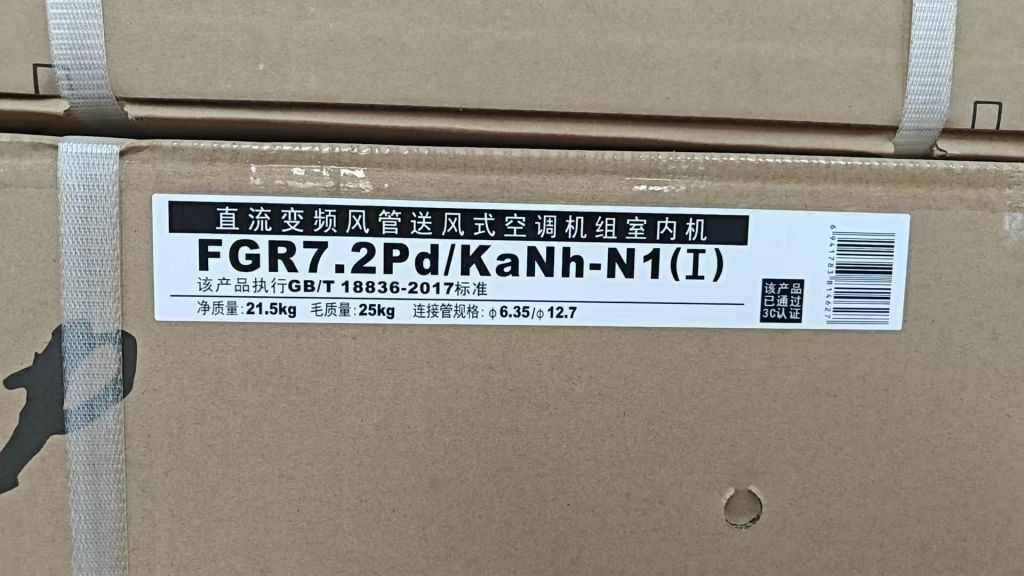 直流变频风管送风式空调机组室内机
FGR7.2Pd/KaNh-N1(I)
该产品执行GB/T 18836-2017标准
净质量:21.5kg 毛质量:25kg 连接管规格:φ6.35/φ12.7
该产品
已通过
3C认证
6941783814627